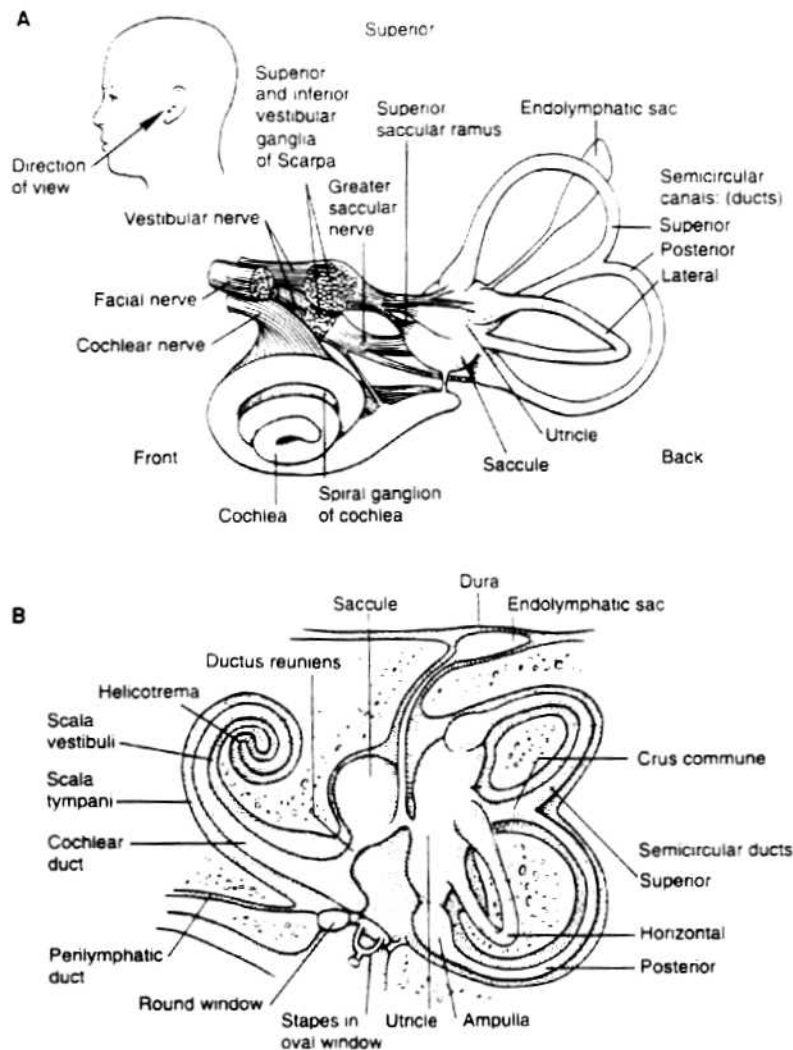 A
Superior
Superior
and inferior
vestibular
ganglia
of Scarpa
Superior
saccular ramus
Endolymphatic sac
Direction
of view
Greater
saccular
nerve
Semicircular
canals: (ducts)
Superior
Vestibular nerve
Posterior
Lateral
Facial nerve
Cochlear nerve
Utricle
Front
Saccule
Back
Spiral ganglion
of cochlea
Cochlea
B
Dura
Saccule
Endolymphatic sac
Ductus reuniens
Helicotrema
Scala
vestibuli
Crus commune
Scala
tympani
Cochlear
duct
Semicircular ducts
Superior
Horizontal
Perilymphatic
duct
Posterior
Round window
Stapes in
oval window
Utricle
Ampulla